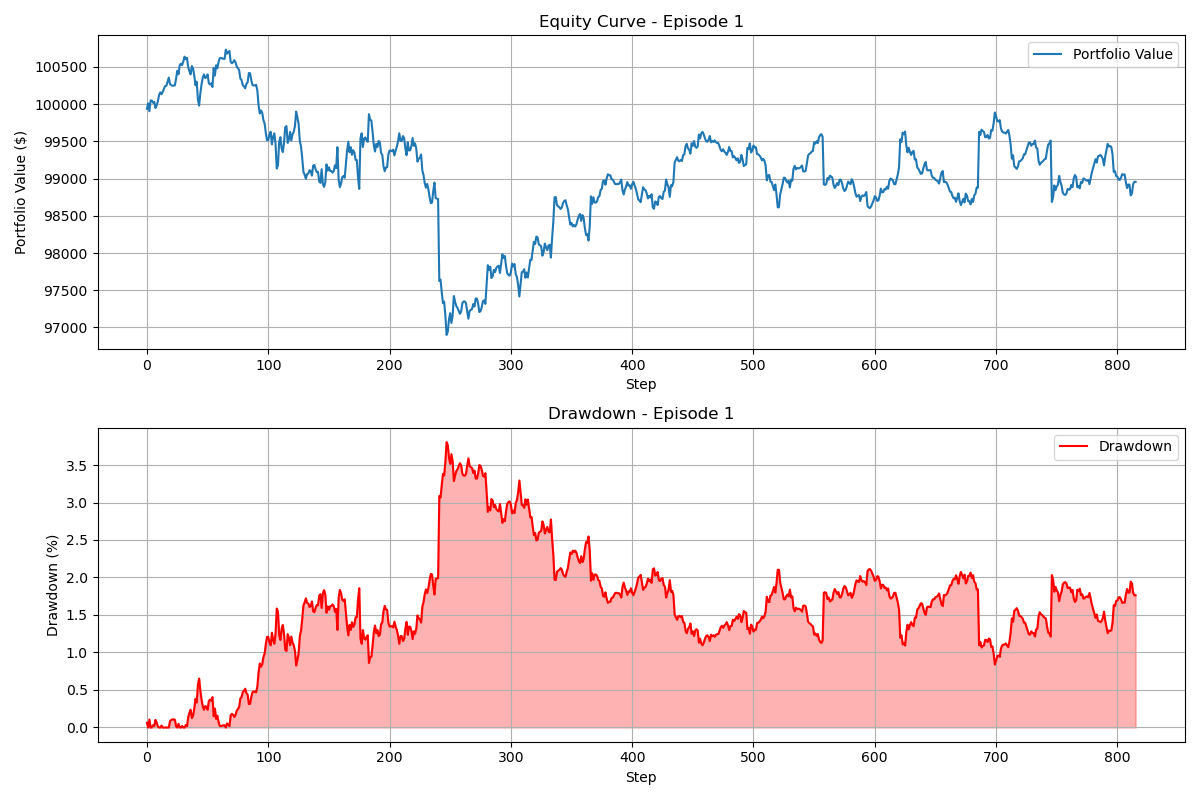 Equity Curve - Episode 1
Portfolio Value ($)
100500
100000
99500
99000
98500
98000
97500
97000
Portfolio Value
0 100 200 300 400 500 600 700 800
Step
Drawdown - Episode 1
Drawdown (%)
3.5
3.0
2.5
2.0
1.5
1.0
0.5
0.0
Drawdown
0 100 200 300 400 500 600 700 800
Step